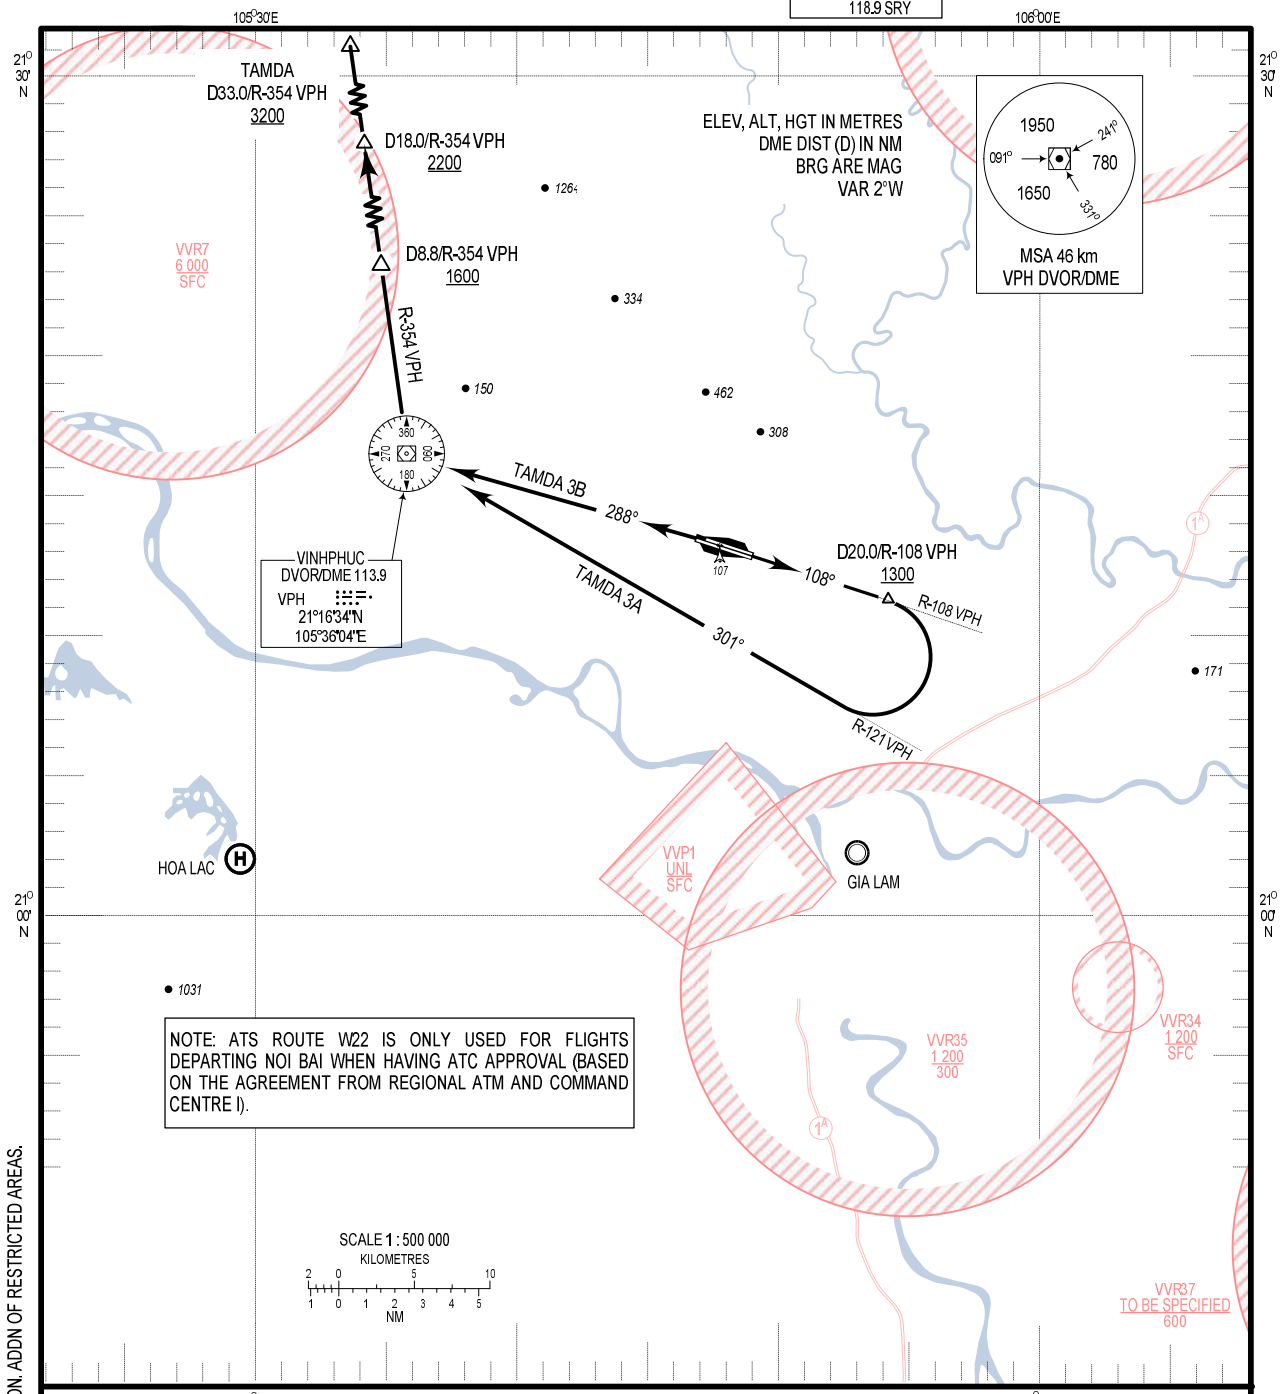 118.9 SRY
105°30'E
106°00'E
21°
30'
N
21°
30'
N
TAMDA
D33.0/R-354 VPH
3200
D18.0/R-354 VPH
2200
D8.8/R-354 VPH
1600
R-354 VPH
ELEV, ALT, HGT IN METRES
DME DIST (D) IN NM
BRG ARE MAG
VAR 2°W
1950
241°
091°
780
1650
331°
MSA 46 km
VPH DVOR/DME
VVR7
6 000
SFC
1264
334
150
462
308
360
270
090
180
TAMDA 3B
288°
107
108°
D20.0/R-108 VPH
1300
R-108 VPH
TAMDA 3A
301°
R-121 VPH
1A
171
VINHPHUC
DVOR/DME 113.9
VPH
21°16'34"N
105°36'04"E
HOA LAC
H
VVP1
UNL
SFC
GIA LAM
21°
00'
N
21°
00'
N
1031
NOTE: ATS ROUTE W22 IS ONLY USED FOR FLIGHTS
DEPARTING NOI BAI WHEN HAVING ATC APPROVAL (BASED
ON THE AGREEMENT FROM REGIONAL ATM AND COMMAND
CENTRE I).
VVR35
1 200
300
VVR34
1 200
SFC
1A
SCALE 1 : 500 000
KILOMETRES
2 0 5 10
1 0 1 2 3 4 5
NM
VVR37
TO BE SPECIFIED
600
ADDN OF RESTRICTED AREAS.